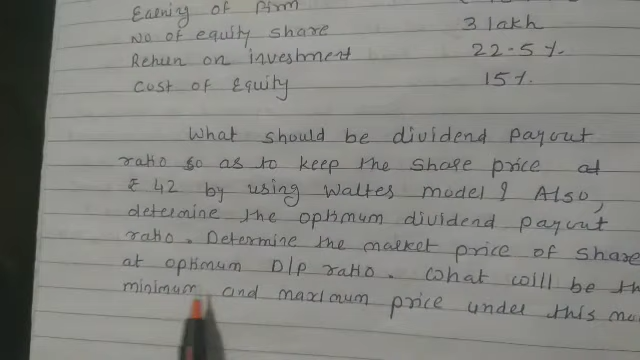 Earning of Firm
No of equity share 3 lakh
Return on investment 22.5 %.
Cost of Equity 15 %.
What should be dividend payout
ratio so as to keep the share price at
₹ 42 by using Walter model? Also,
determine the optimum dividend payout
ratio. Determine the market price of share
at optimum D/p ratio. What will be the
minimum and maximum price under this